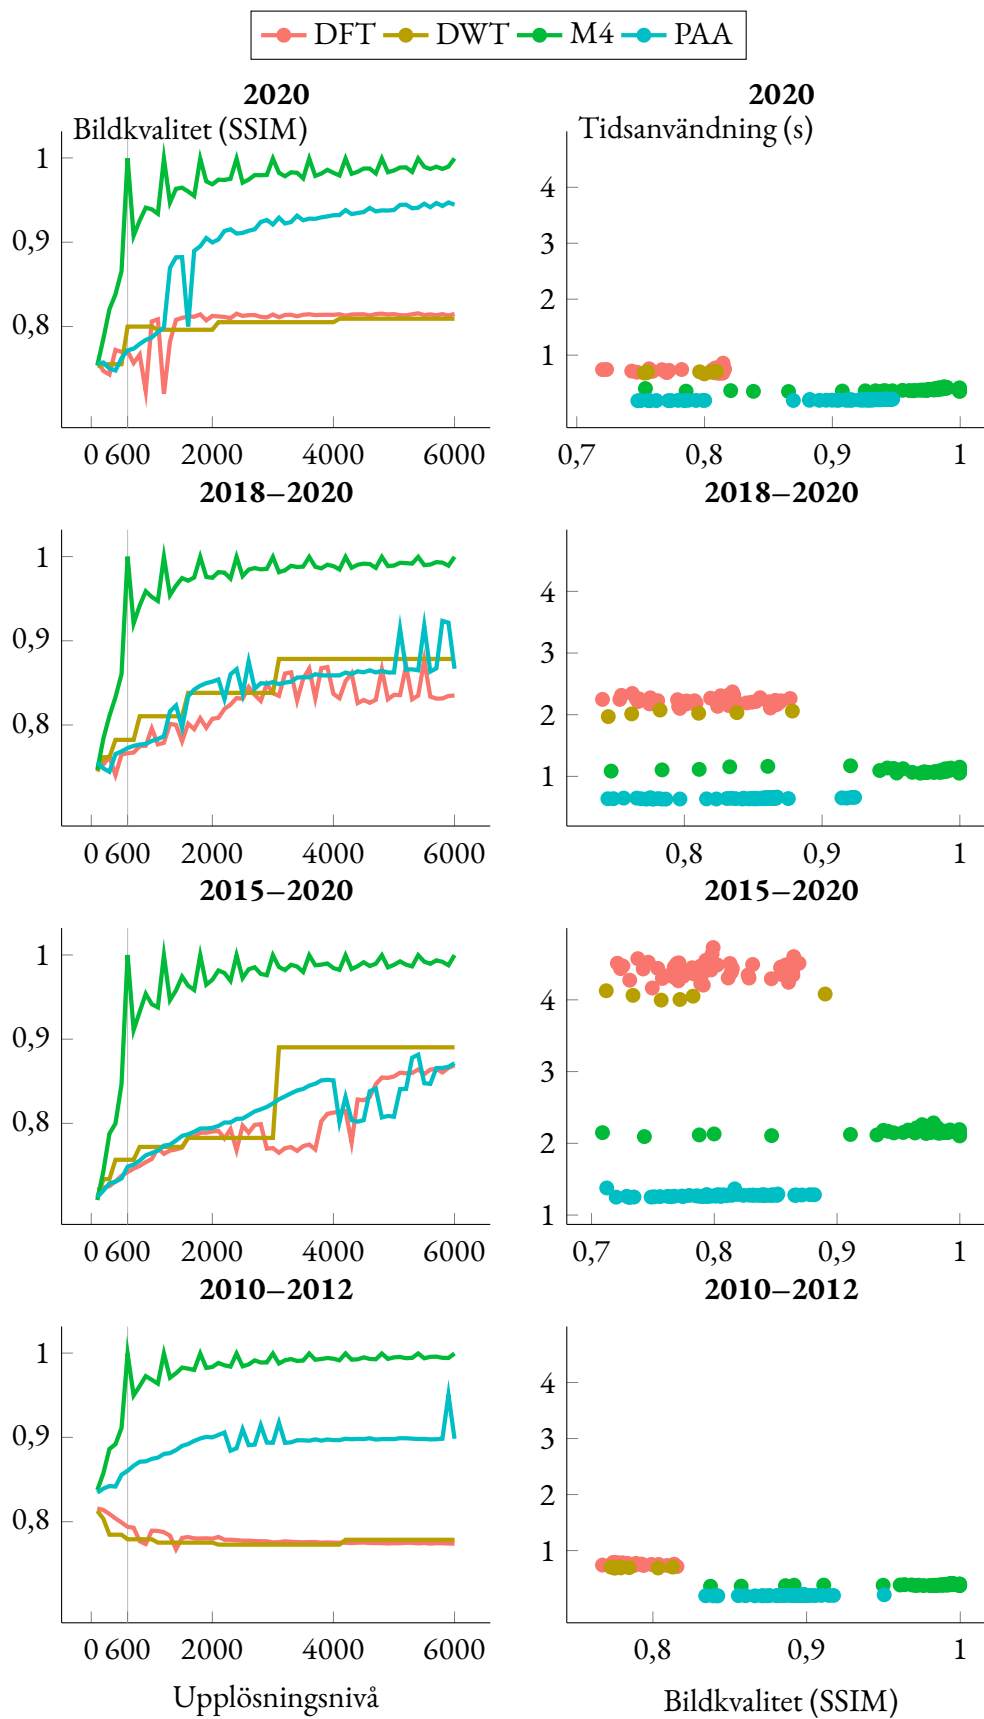 DFT DWT M4 PAA
2020 2020
Bildkvalitet (SSIM) Tidsanvändning (s)
1
0,9
0,8
0 600 2000 4000 6000
4
3
2
1
0,7 0,8 0,9 1
2018–2020 2018–2020
1
0,9
0,8
0 600 2000 4000 6000
4
3
2
1
0,8 0,9 1
2015–2020 2015–2020
1
0,9
0,8
0 600 2000 4000 6000
4
3
2
1
0,7 0,8 0,9 1
2010–2012 2010–2012
1
0,9
0,8
0 600 2000 4000 6000
4
3
2
1
0,8 0,9 1
Upplösningsnivå Bildkvalitet (SSIM)